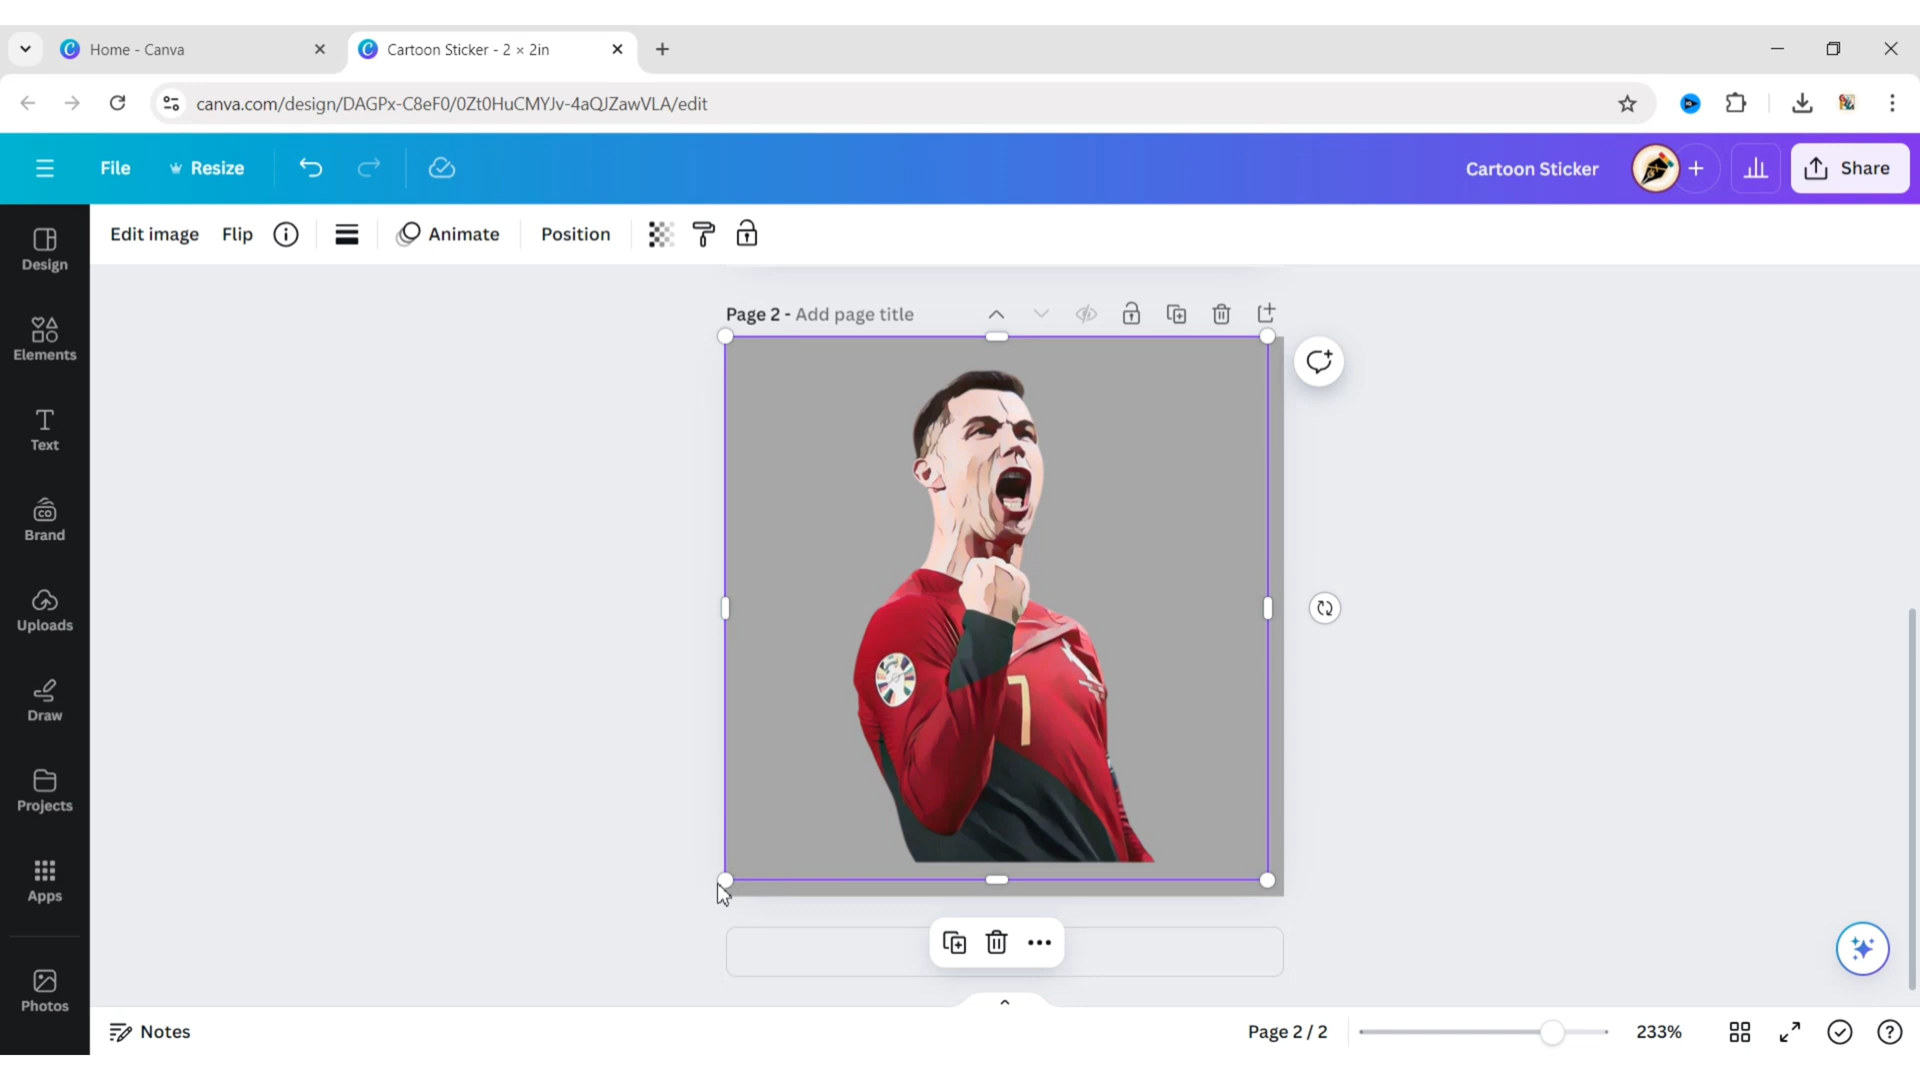 Home - Canva
Cartoon Sticker - 2 × 2in
canva.com/design/DAGPx-C8eF0/0Zt0HuCMYJv-4aQJZawVLA/edit
File
Resize
Cartoon Sticker
Share
Edit image
Flip
Animate
Position
Design
Elements
Text
Brand
Uploads
Draw
Projects
Apps
Photos
Page 2 - Add page title
7
Notes
Page 2 / 2
233%